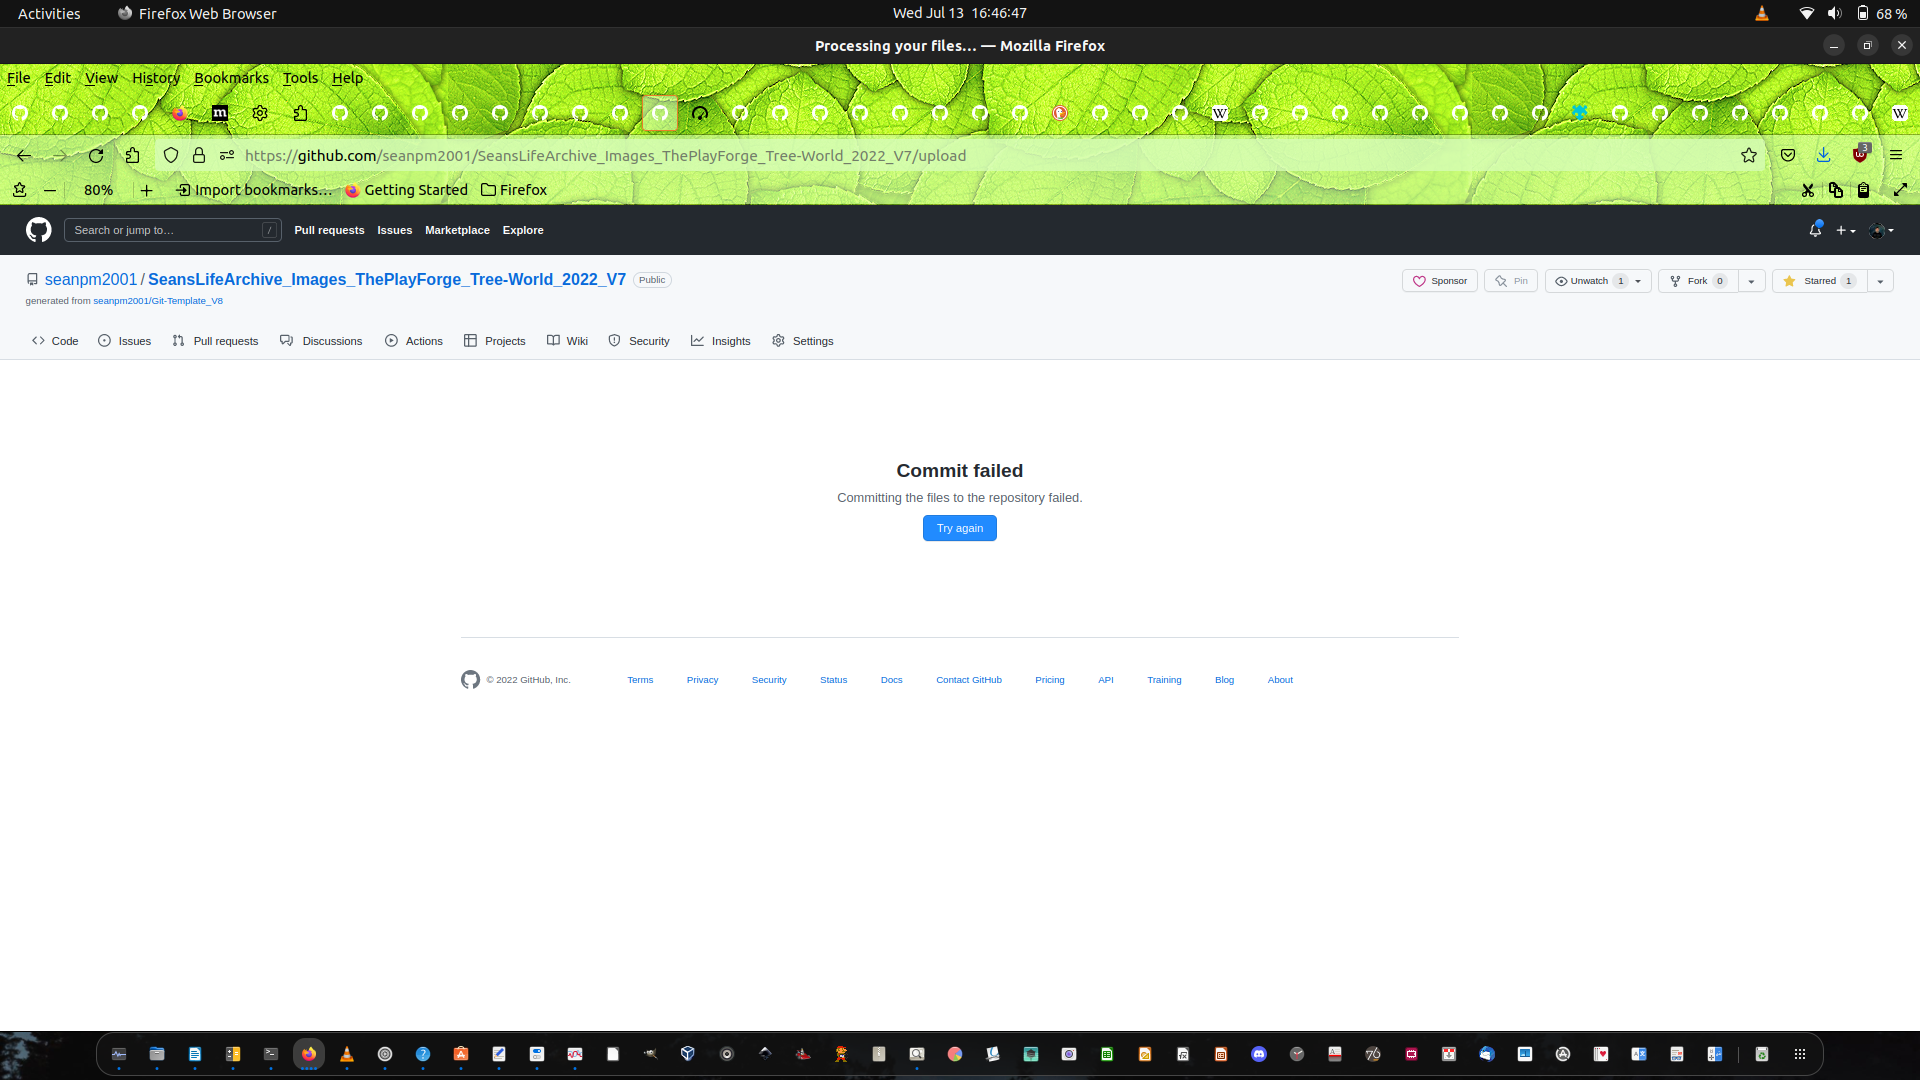 Activities Firefox Web Browser Wed Jul 13 16:46:47 68 %
Processing your files… — Mozilla Firefox
File Edit View History Bookmarks Tools Help
https://github.com/seanpm2001/SeansLifeArchive_Images_ThePlayForge_Tree-World_2022_V7/upload 3
80% Import bookmarks… Getting Started Firefox
Search or jump to… / Pull requests Issues Marketplace Explore
seanpm2001 / SeansLifeArchive_Images_ThePlayForge_Tree-World_2022_V7 Public Sponsor Pin Unwatch 1 Fork 0 Starred 1
generated from seanpm2001/Git-Template_V8
Code Issues Pull requests Discussions Actions Projects Wiki Security Insights Settings
Commit failed
Committing the files to the repository failed.
Try again
© 2022 GitHub, Inc. Terms Privacy Security Status Docs Contact GitHub Pricing API Training Blog About